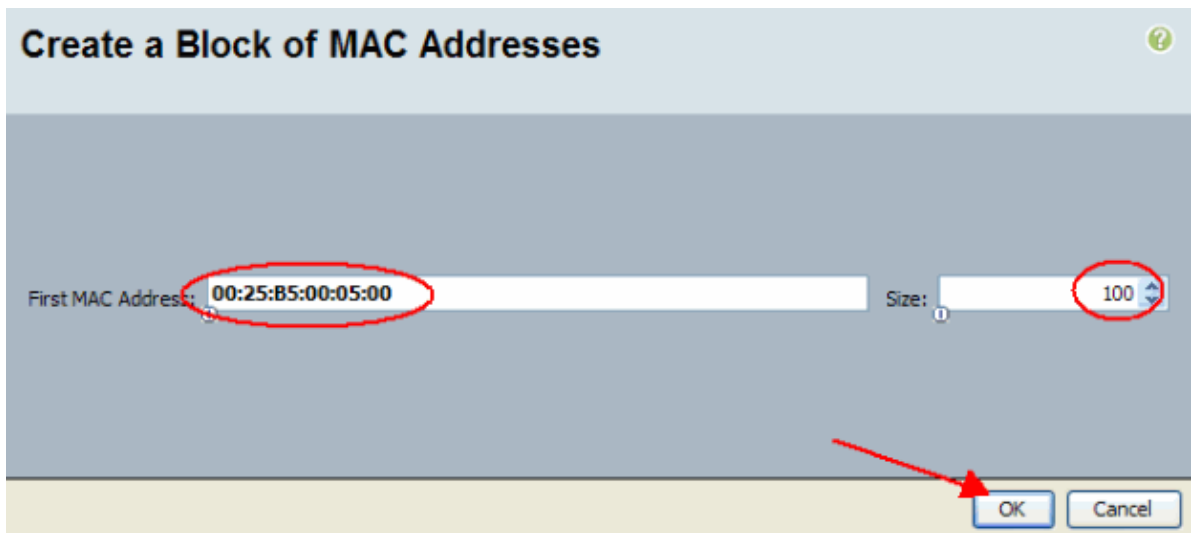 Create a Block of MAC Addresses
First MAC Address: 00:25:B5:00:05:00 Size: 100
OK Cancel